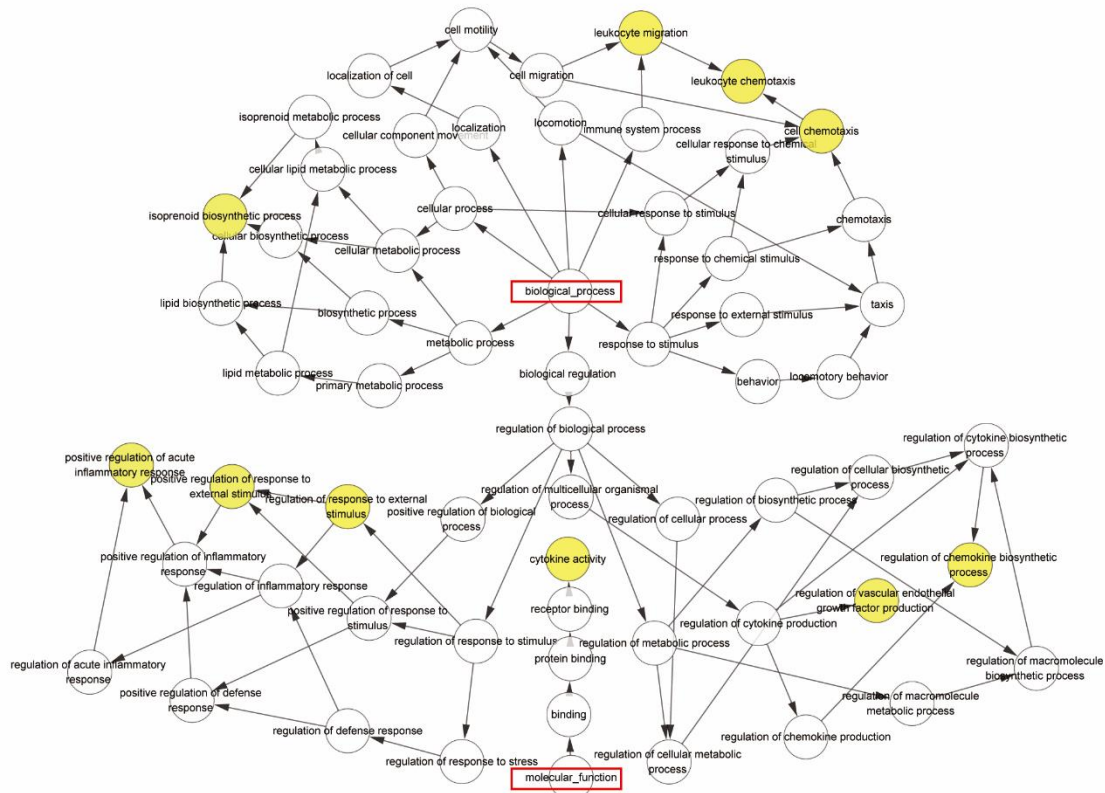 cell motility
leukocyte migration
localization of cell
cell migration
leukocyte chemotaxis
isoprenoid metabolic process
cellular component movement
localization
locomotion
immune system process
cell chemotaxis
cellular response to chemical
stimulus
cellular lipid metabolic process
isoprenoid biosynthetic process
cellular process
cellular response to stimulus
chemotaxis
cellular biosynthetic process
cellular metabolic process
response to chemical stimulus
biological_process
lipid biosynthetic process
biosynthetic process
response to external stimulus
taxis
metabolic process
response to stimulus
lipid metabolic process
primary metabolic process
biological regulation
behavior
locomotory behavior
regulation of biological process
regulation of cytokine biosynthetic
process
positive regulation of acute
inflammatory response
positive regulation of response to
external stimulus
regulation of response to external
stimulus
positive regulation of biological
process
regulation of multicellular organismal
process
regulation of cellular process
regulation of biosynthetic process
regulation of cellular biosynthetic
process
positive regulation of inflammatory
response
regulation of inflammatory response
cytokine activity
regulation of chemokine biosynthetic
process
regulation of vascular endothelial
growth factor production
positive regulation of response to
stimulus
receptor binding
regulation of cytokine production
regulation of response to stimulus
regulation of metabolic process
protein binding
regulation of acute inflammatory
response
regulation of macromolecule
biosynthetic process
positive regulation of defense
response
binding
regulation of macromolecule
metabolic process
regulation of defense response
regulation of chemokine production
regulation of response to stress
regulation of cellular metabolic
process
molecular_function